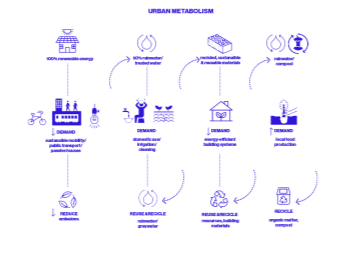 URBAN METABOLISM
100% renewable energy
60% rainwater/
treated water
recycled, sustainable
& reusable materials
rainwater/
compost
↓ DEMAND
sustainable mobility/
public transport/
passive houses
DEMAND
domestic use/
irrigation/
cleaning
↓ DEMAND
energy-efficient
building systems
↑ DEMAND
local food
production
↓ REDUCE
emissions
REUSE & RECICLE
rainwater/
greywater
REUSE & RECICLE
resources, building
materials
RECICLE
organic matter,
compost